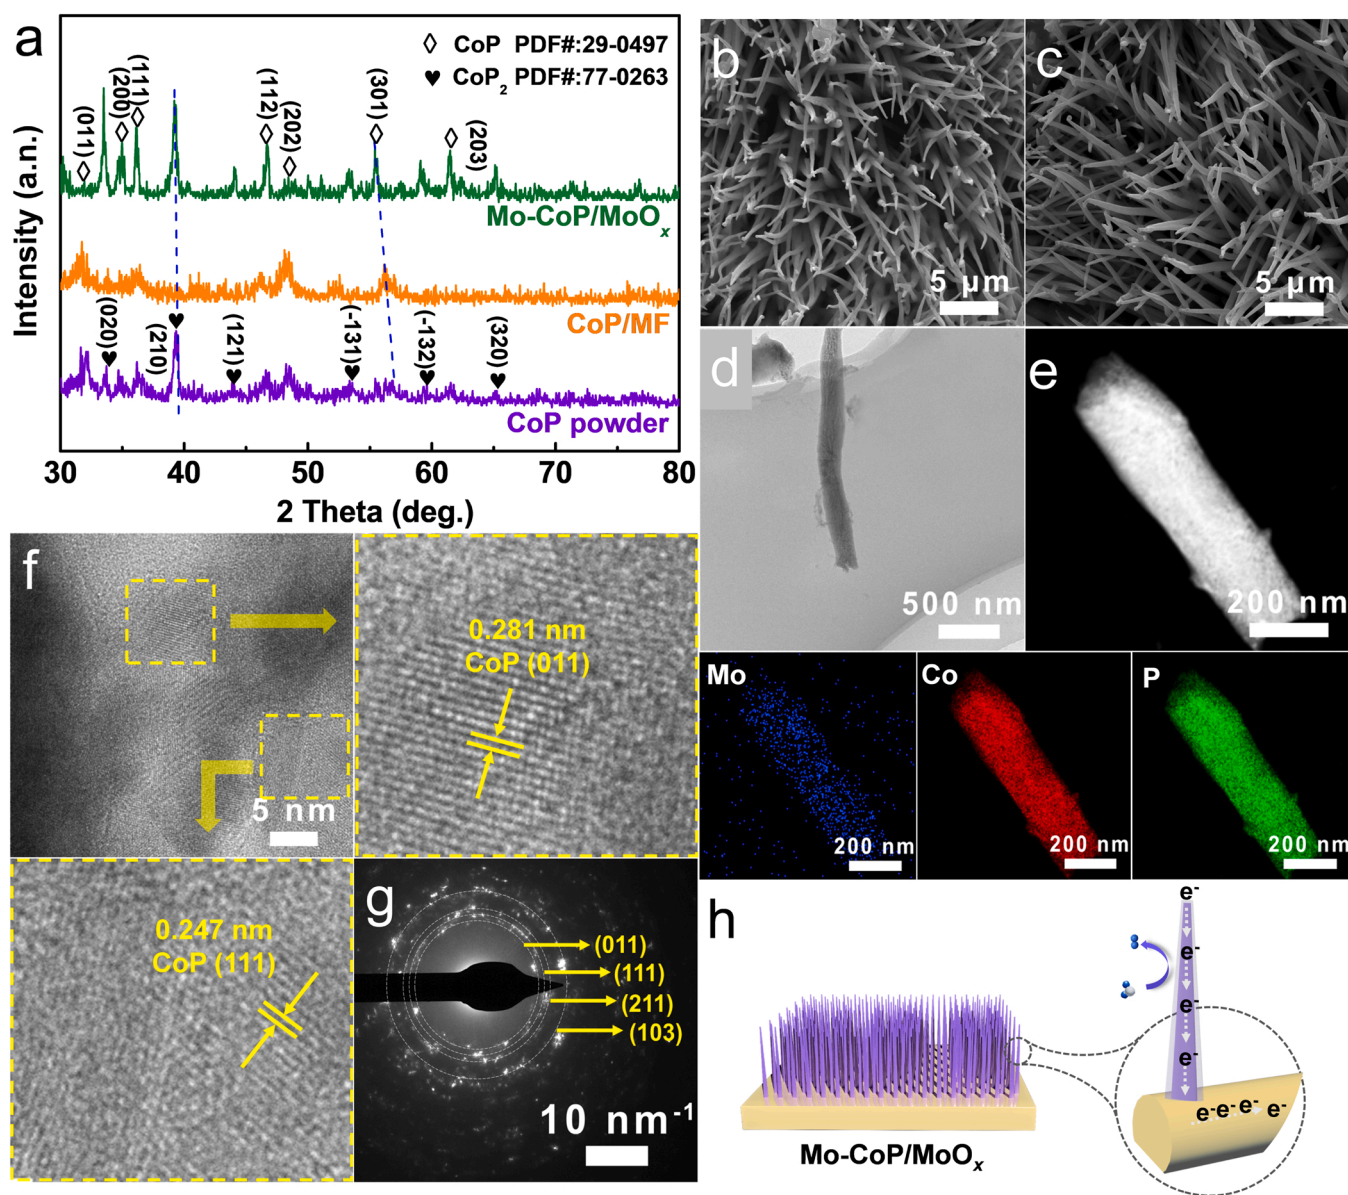 a
CoP PDF#:29-0497
CoP2 PDF#:77-0263
(011)
(200)
(111)
(112)
(202)
(301)
(203)
Mo-CoP/MoOx
CoP/MF
(020)
(210)
(121)
(-131)
(-132)
(320)
CoP powder
Intensity (a.n.)
30 40 50 60 70 80
2 Theta (deg.)
b
5 µm
c
5 µm
d
500 nm
e
200 nm
Mo
200 nm
Co
200 nm
P
200 nm
f
5 nm
0.281 nm
CoP (011)
0.247 nm
CoP (111)
g
(011)
(111)
(211)
(103)
10 nm-1
h
Mo-CoP/MoOx
e-
e-
e-
e-
e- e- e- e-